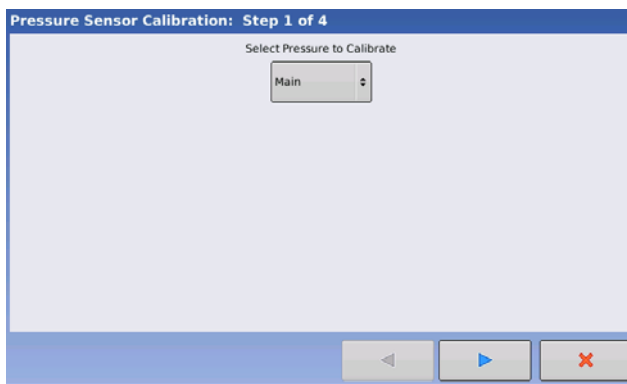 Pressure Sensor Calibration: Step 1 of 4
Select Pressure to Calibrate
Main